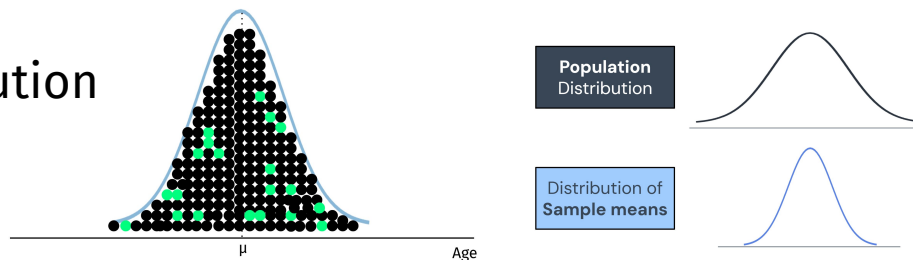 ution
μ
Age
Population
Distribution
Distribution of
Sample means